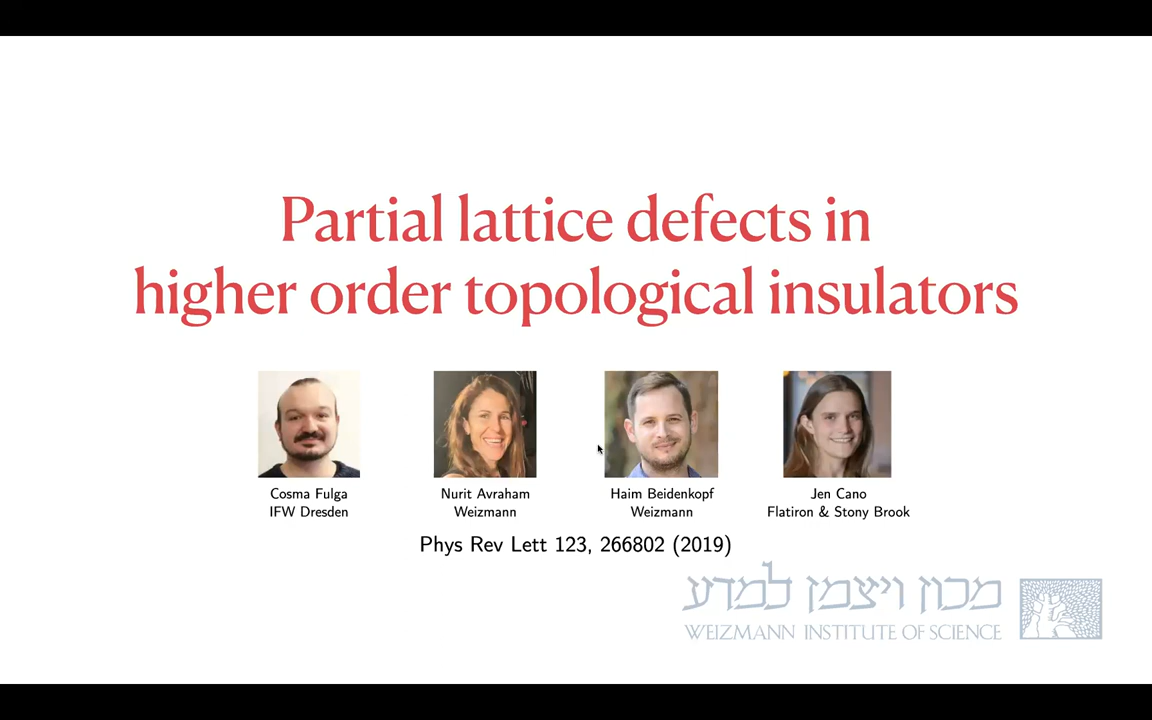 Partial lattice defects in
higher order topological insulators
Cosma Fulga
IFW Dresden
Nurit Avraham
Weizmann
Haim Beidenkopf
Weizmann
Jen Cano
Flatiron & Stony Brook
Phys Rev Lett 123, 266802 (2019)
מכון ויצמן למדע
WEIZMANN INSTITUTE OF SCIENCE